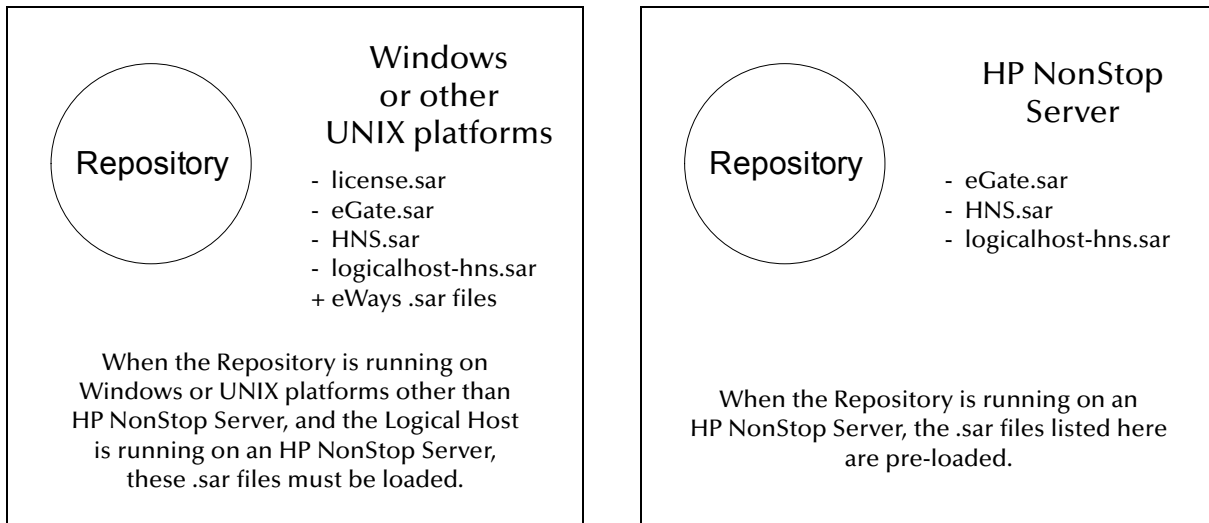 Windows
or other
UNIX platforms
Repository
- license.sar
- eGate.sar
- HNS.sar
- logicalhost-hns.sar
+ eWays .sar files
When the Repository is running on
Windows or UNIX platforms other than
HP NonStop Server, and the Logical Host
is running on an HP NonStop Server,
these .sar files must be loaded.
HP NonStop
Server
Repository
- eGate.sar
- HNS.sar
- logicalhost-hns.sar
When the Repository is running on an
HP NonStop Server, the .sar files listed here
are pre-loaded.